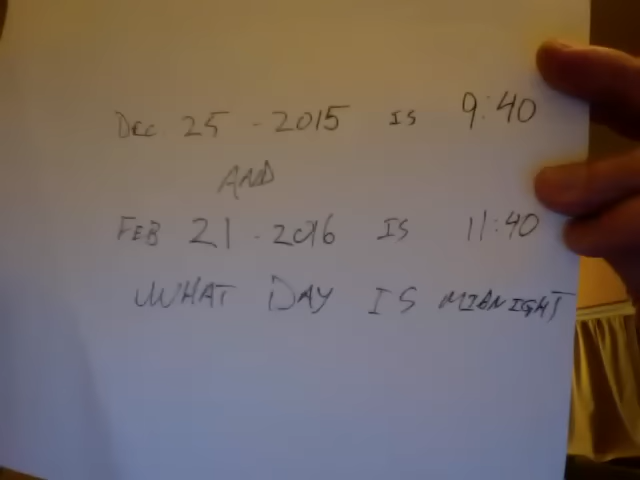 DEC 25 - 2015 IS 9:40
AND
FEB 21 - 2016 IS 11:40
WHAT DAY IS MIDNIGHT